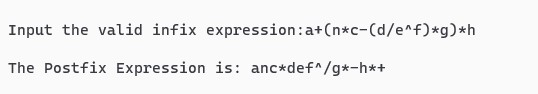 Input the valid infix expression:a+(n*c-(d/e^f)*g)*h
The Postfix Expression is: anc*def^/g*-h*+